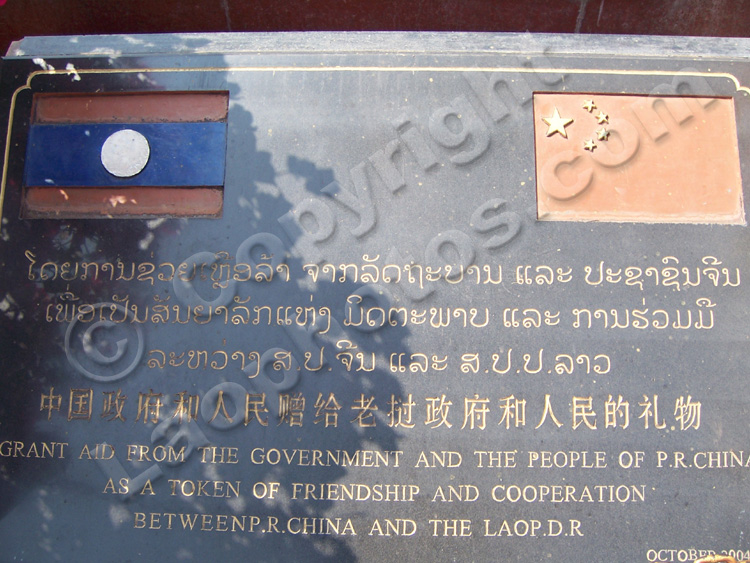 ໂດຍການຊ່ວຍເຫຼືອລ້າ ຈາກລັດຖະບານ ແລະ ປະຊາຊົນຈີນ
ເພື່ອເປັນສັນຍາລັກແຫ່ງ ມິດຕະພາບ ແລະ ການຮ່ວມມື
ລະຫວ່າງ ສ.ປ.ຈີນ ແລະ ສ.ປ.ປ.ລາວ
中国政府和人民赠给老挝政府和人民的礼物
GRANT AID FROM THE GOVERNMENT AND THE PEOPLE OF P.R.CHINA
AS A TOKEN OF FRIENDSHIP AND COOPERATION
BETWEENP.R.CHINA AND THE LAOP.D.R
OCTOBER 2004
© Copyright
Laophotos.com